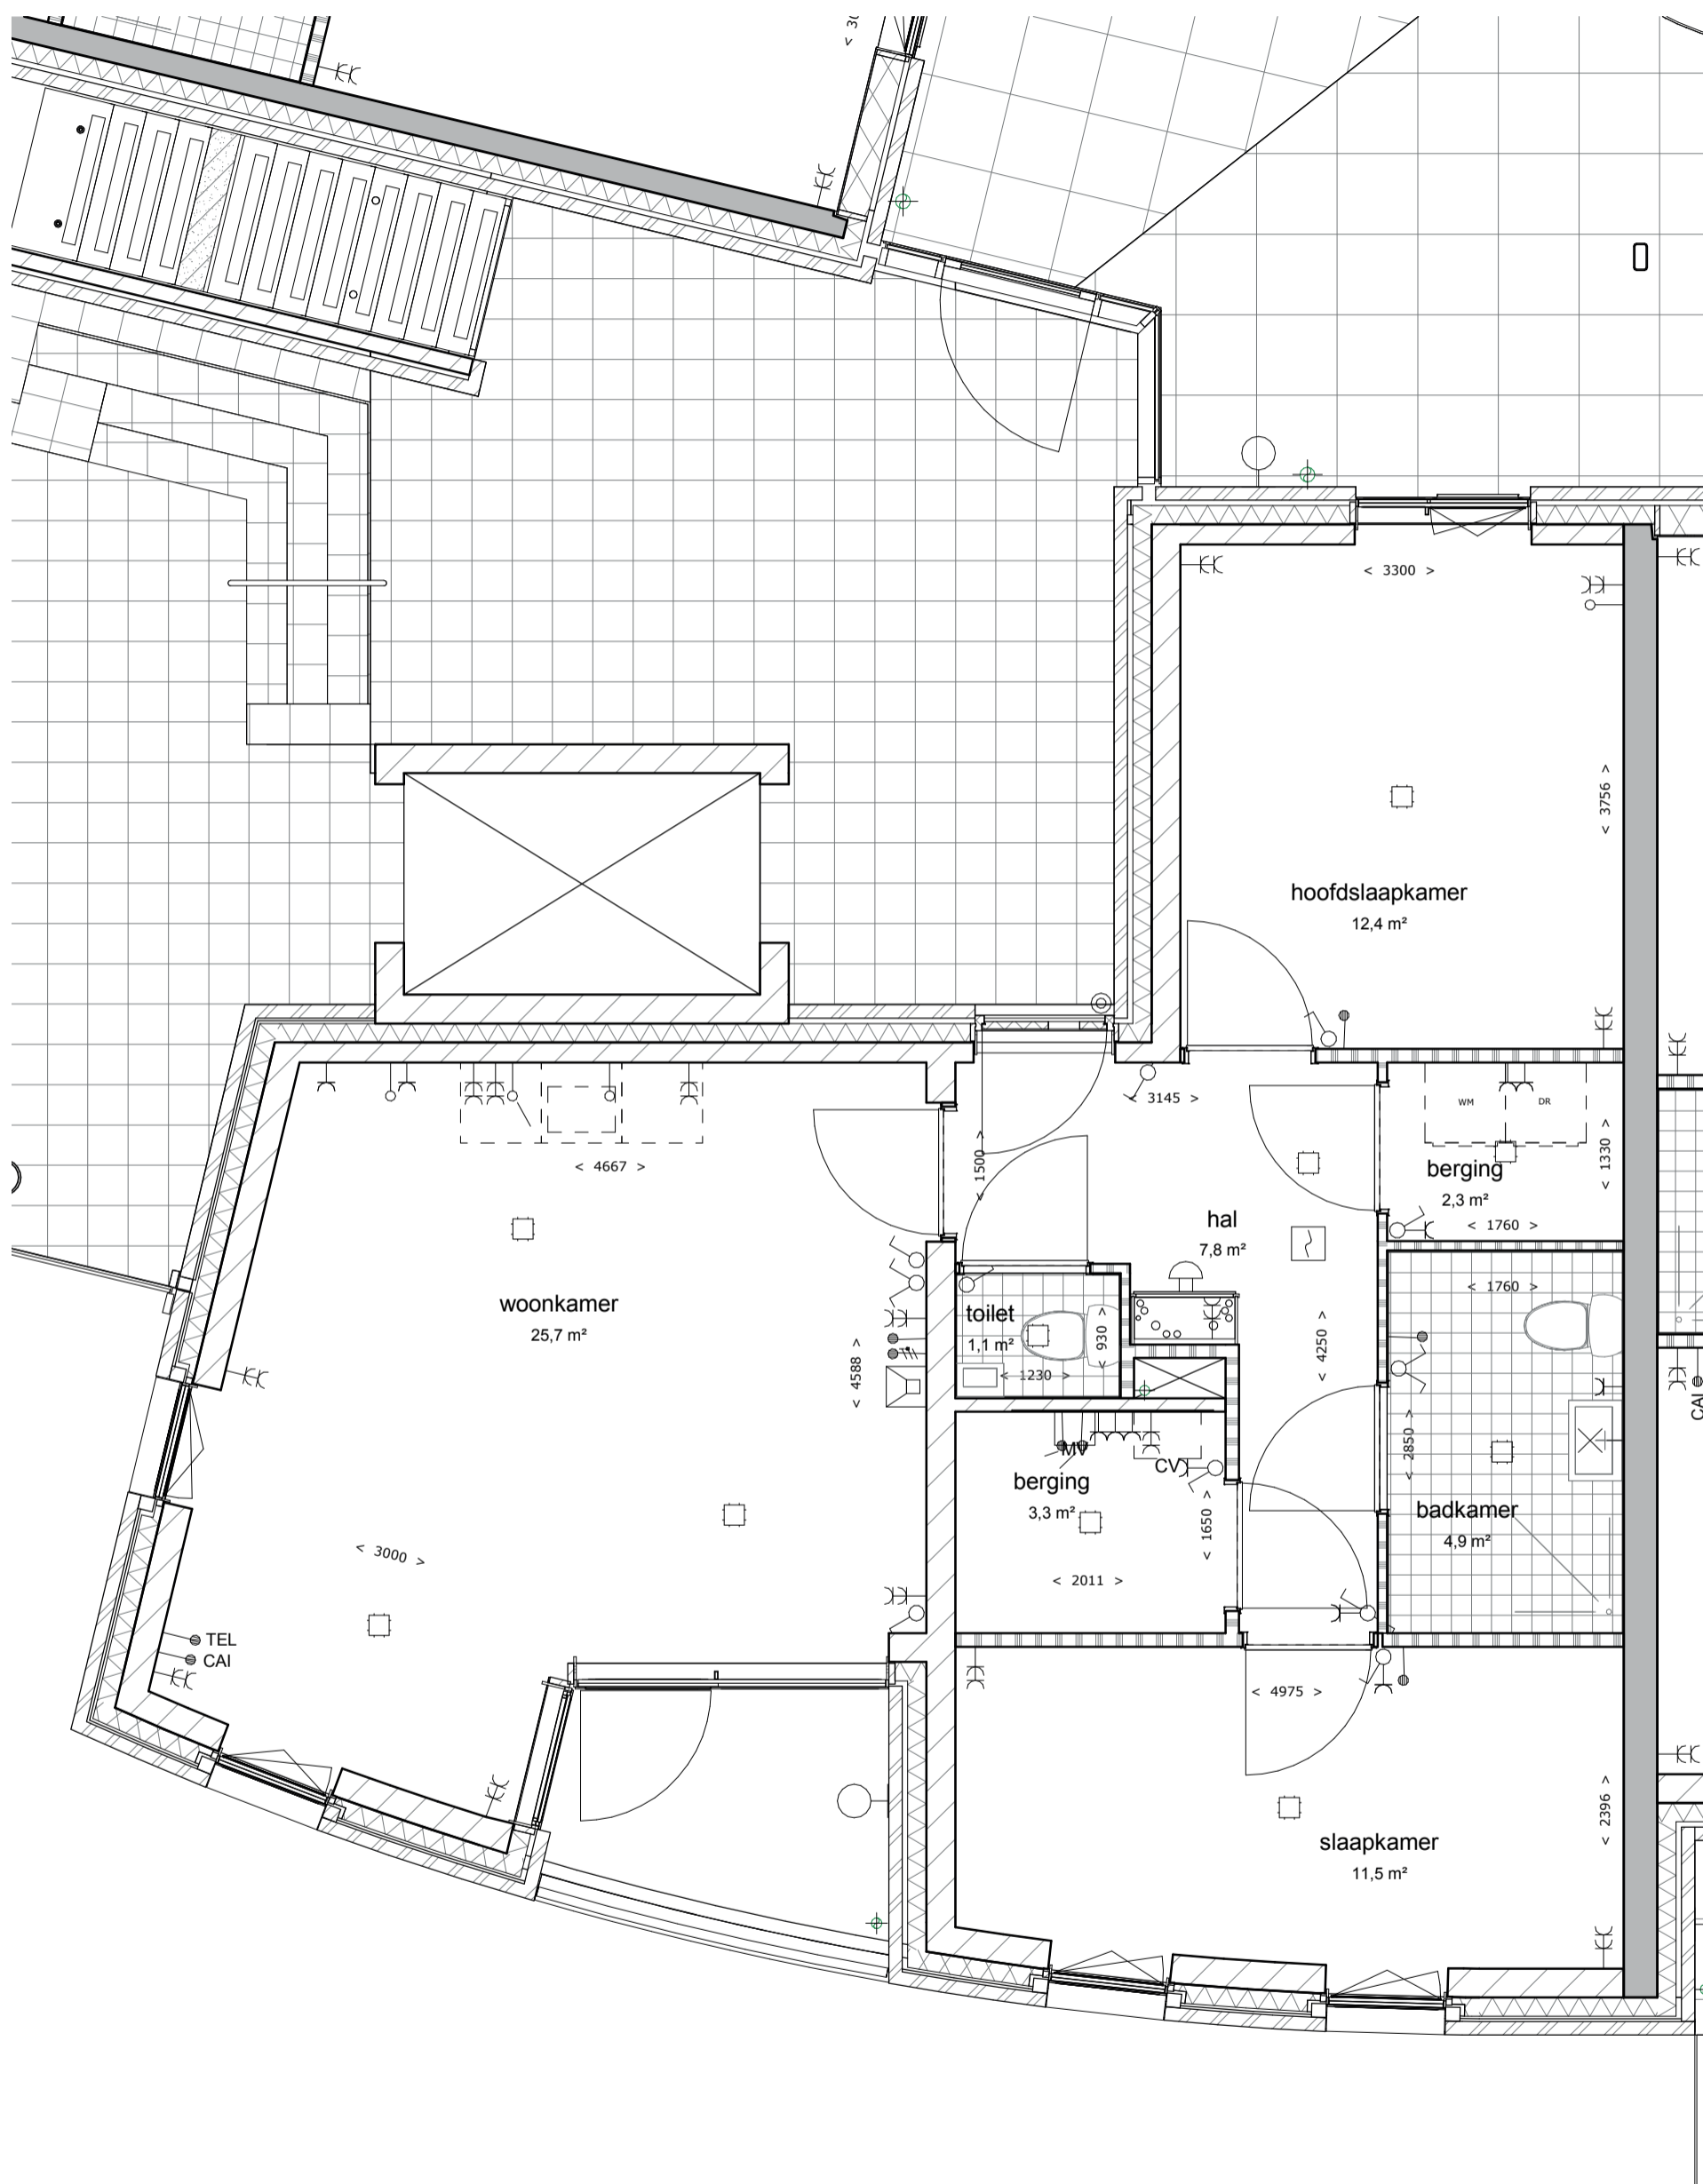 < 3300 >
< 3756 >
hoofdslaapkamer
12,4 m²
< 3145 >
WM
DR
< 4667 >
< 1500 >
berging
2,3 m²
< 1330 >
< 1760 >
hal
7,8 m²
< 1760 >
woonkamer
25,7 m²
toilet
1,1 m²
< 930 >
< 1230 >
< 4588 >
< 4250 >
CAI
< 2850 >
MV
CV
berging
3,3 m²
< 1650 >
badkamer
4,9 m²
< 3000 >
< 2011 >
TEL
CAI
< 4975 >
< 2396 >
slaapkamer
11,5 m²